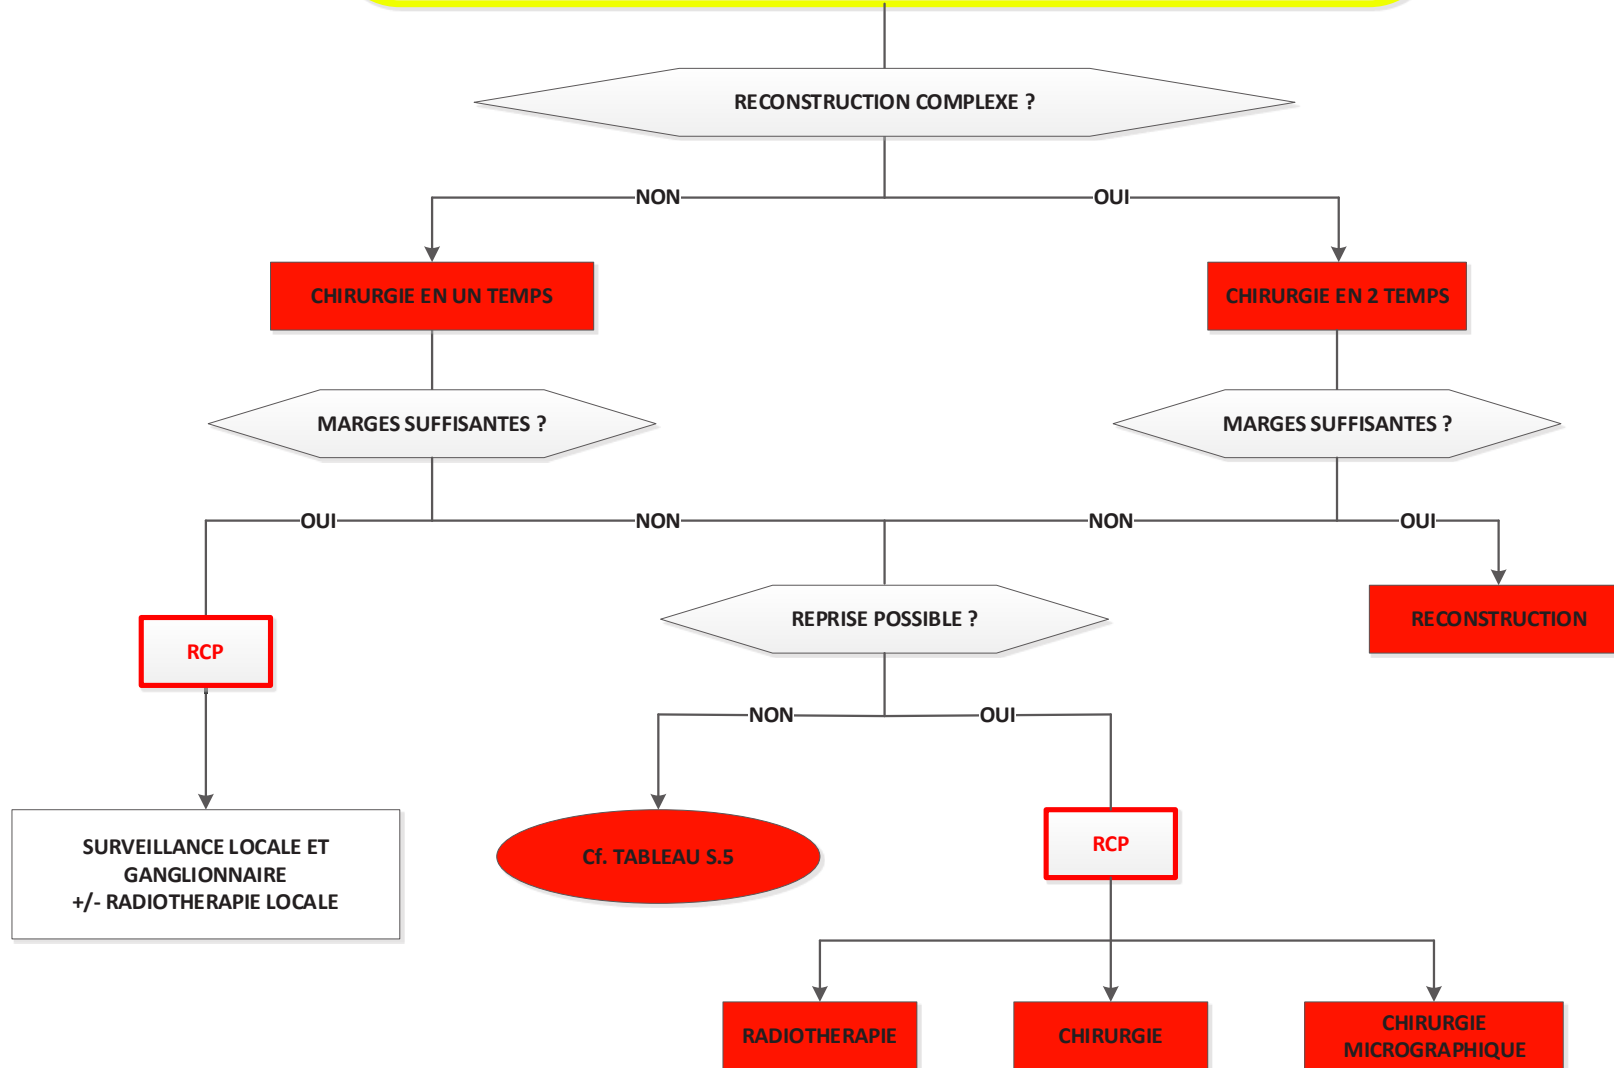 RECONSTRUCTION COMPLEXE ?
NON
OUI
CHIRURGIE EN UN TEMPS
CHIRURGIE EN 2 TEMPS
MARGES SUFFISANTES ?
MARGES SUFFISANTES ?
OUI
NON
NON
OUI
REPRISE POSSIBLE ?
RECONSTRUCTION
RCP
NON
OUI
SURVEILLANCE LOCALE ET
GANGLIONNAIRE
+/- RADIOTHERAPIE LOCALE
Cf. TABLEAU S.5
RCP
RADIOTHERAPIE
CHIRURGIE
CHIRURGIE
MICROGRAPHIQUE